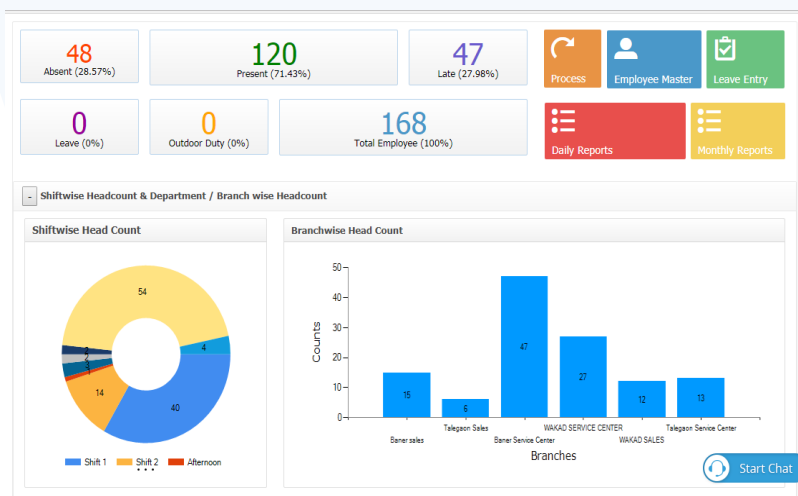 48
Absent (28.57%)
120
Present (71.43%)
47
Late (27.98%)
Process
Employee Master
Leave Entry
0
Leave (0%)
0
Outdoor Duty (0%)
168
Total Employee (100%)
Daily Reports
Monthly Reports
- Shiftwise Headcount & Department / Branch wise Headcount
Shiftwise Head Count
54
4
2
14
40
Shift 1
Shift 2
Afternoon
...
Branchwise Head Count
Counts
50
40
30
20
10
0
15
6
47
27
12
13
Baner sales
Talegaon Sales
Baner Service Center
WAKAD SERVICE CENTER
WAKAD SALES
Talegaon Service Center
Branches
Start Chat